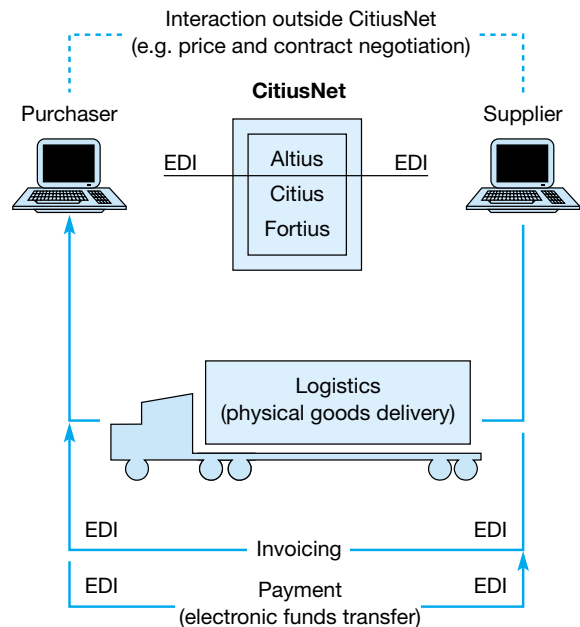 Interaction outside CitiusNet
(e.g. price and contract negotiation)
CitiusNet
Purchaser
Supplier
EDI
Altius
EDI
Citius
Fortius
Logistics
(physical goods delivery)
EDI
EDI
Invoicing
EDI
Payment
EDI
(electronic funds transfer)